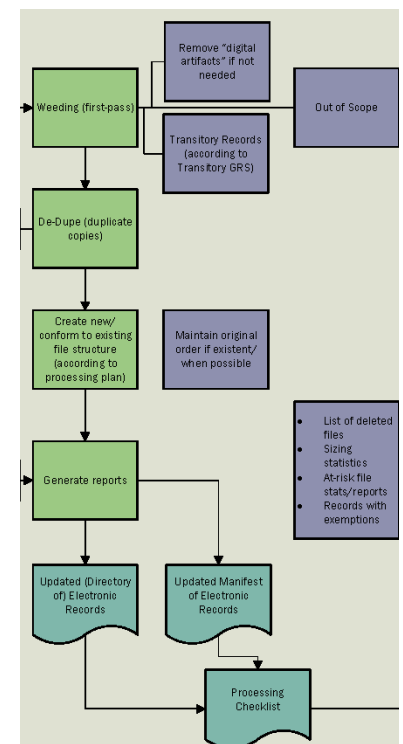 Remove "digital
artifacts" if not
needed
Weeding (first-pass)
Out of Scope
Transitory Records
(according to
Transitory GRS)
De-Dupe (duplicate
copies)
Create new/
conform to existing
file structure
(according to
processing plan)
Maintain original
order if existent/
when possible
• List of deleted
files
• Sizing
statistics
• At-risk file
stats/reports
• Records with
exemptions
Generate reports
Updated (Directory
of) Electronic
Records
Updated Manifest
of Electronic
Records
Processing
Checklist